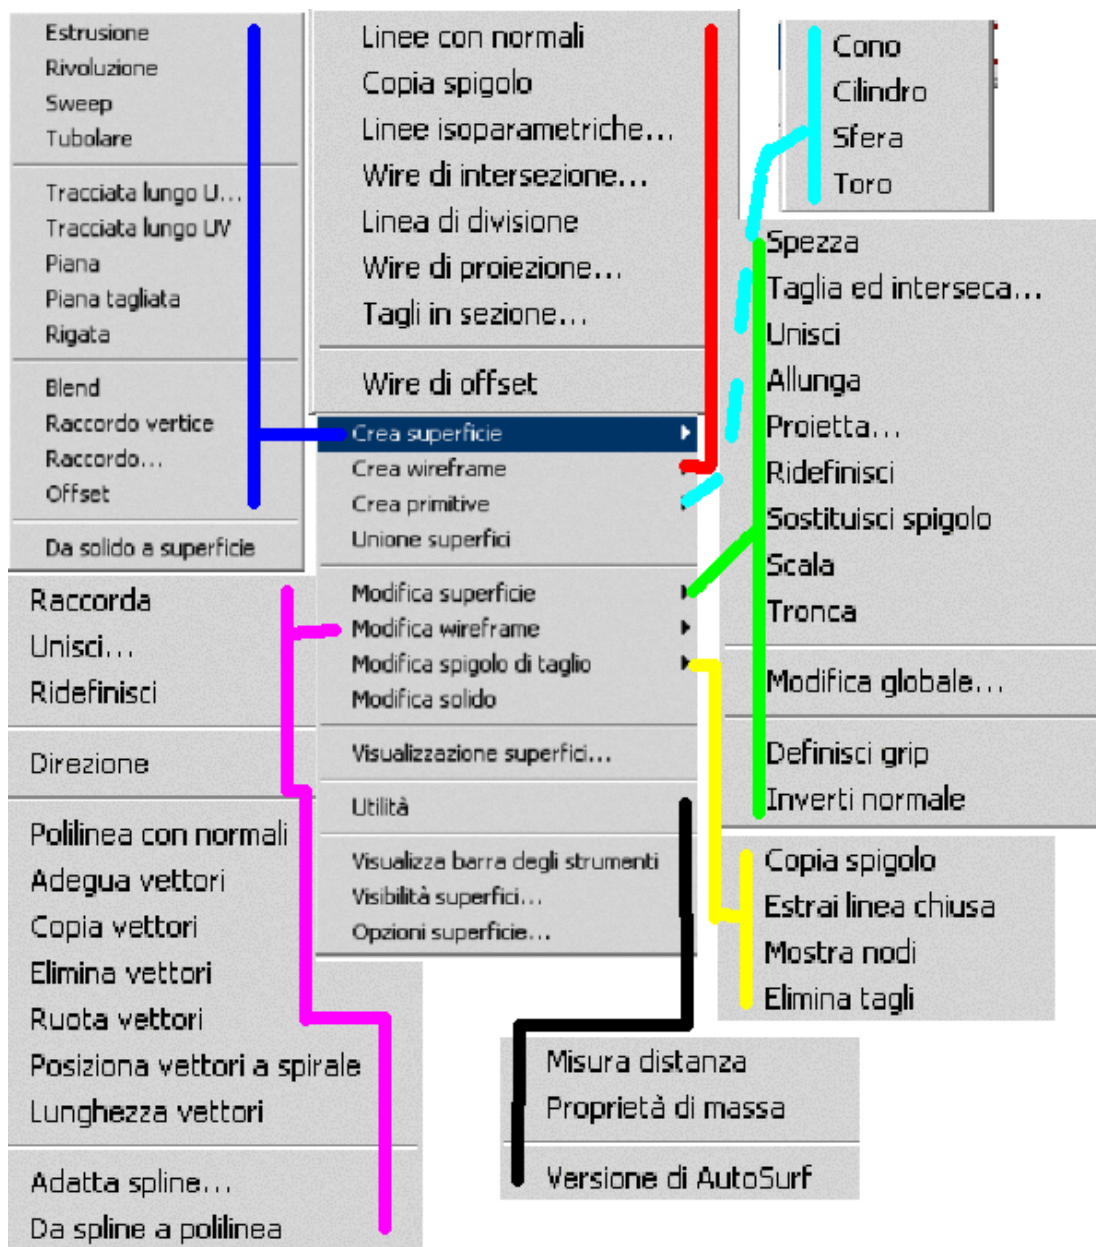 Estrusione
Rivoluzione
Sweep
Tubolare
Tracciata lungo U...
Tracciata lungo UV
Piana
Piana tagliata
Rigata
Blend
Raccordo vertice
Raccordo...
Offset
Da solido a superficie
Linee con normali
Copia spigolo
Linee isoparametriche...
Wire di intersezione...
Linea di divisione
Wire di proiezione...
Tagli in sezione...
Wire di offset
Cono
Cilindro
Sfera
Toro
Crea superficie
Crea wireframe
Crea primitive
Unione superfici
Modifica superficie
Modifica wireframe
Modifica spigolo di taglio
Modifica solido
Visualizzazione superfici...
Utilità
Visualizza barra degli strumenti
Visibilità superfici...
Opzioni superficie...
Spezza
Taglia ed interseca...
Unisci
Allunga
Proietta...
Ridefinisci
Sostituisci spigolo
Scala
Tronca
Modifica globale...
Definisci grip
Inverti normale
Raccorda
Unisci...
Ridefinisci
Direzione
Polilinea con normali
Adegua vettori
Copia vettori
Elimina vettori
Ruota vettori
Posiziona vettori a spirale
Lunghezza vettori
Adatta spline...
Da spline a polilinea
Copia spigolo
Estrai linea chiusa
Mostra nodi
Elimina tagli
Misura distanza
Proprietà di massa
Versione di AutoSurf